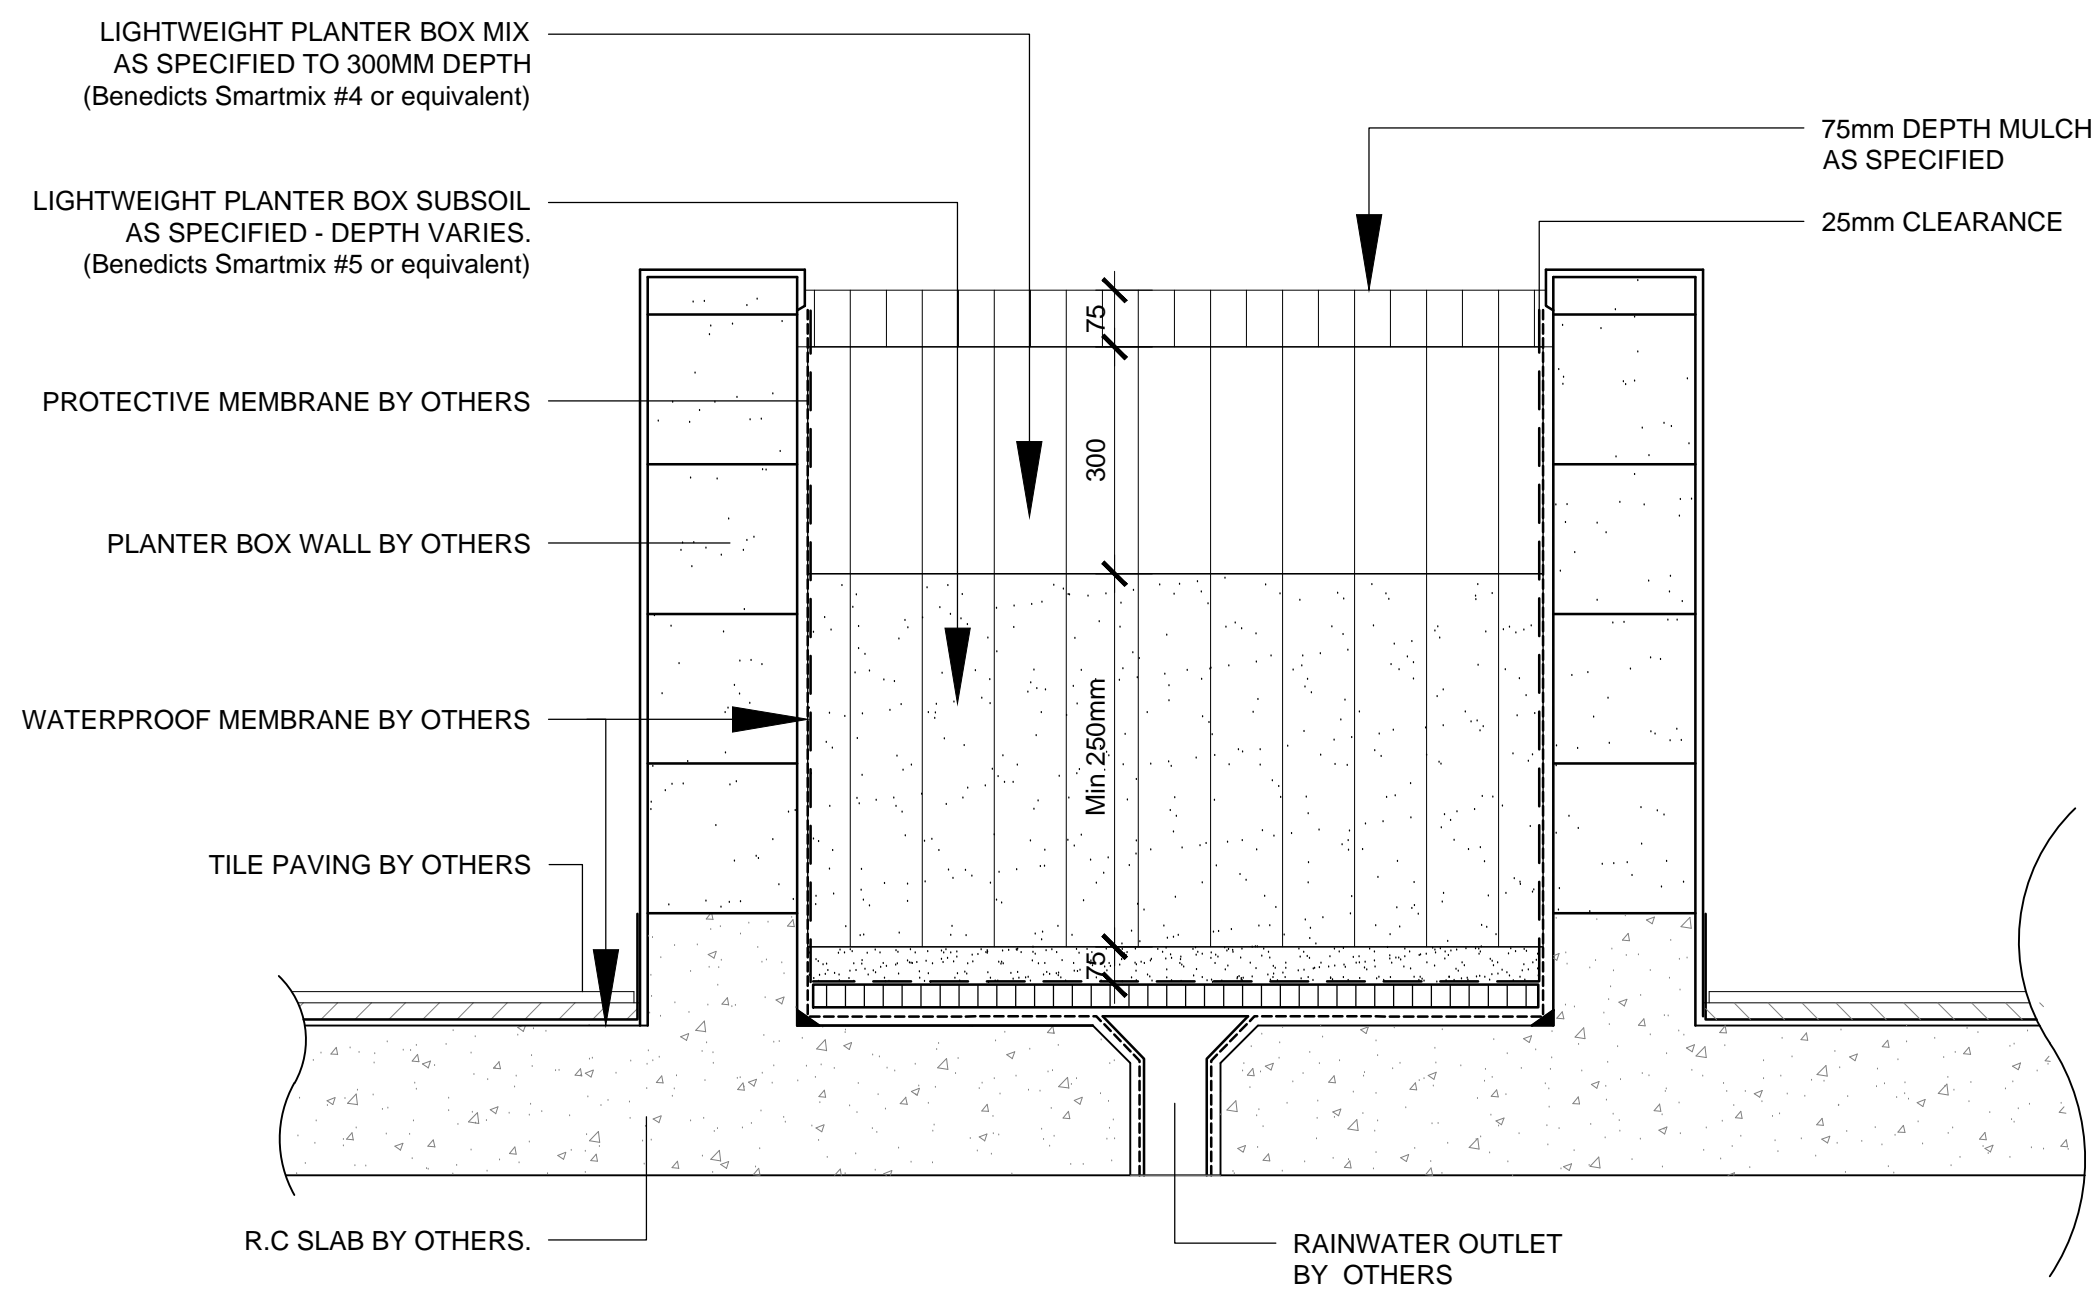 LIGHTWEIGHT PLANTER BOX MIX
AS SPECIFIED TO 300MM DEPTH
(Benedicts Smartmix #4 or equivalent)
75mm DEPTH MULCH
AS SPECIFIED
LIGHTWEIGHT PLANTER BOX SUBSOIL
AS SPECIFIED - DEPTH VARIES.
(Benedicts Smartmix #5 or equivalent)
25mm CLEARANCE
75
PROTECTIVE MEMBRANE BY OTHERS
300
PLANTER BOX WALL BY OTHERS
WATERPROOF MEMBRANE BY OTHERS
Min 250mm
TILE PAVING BY OTHERS
75
R.C SLAB BY OTHERS.
RAINWATER OUTLET
BY OTHERS